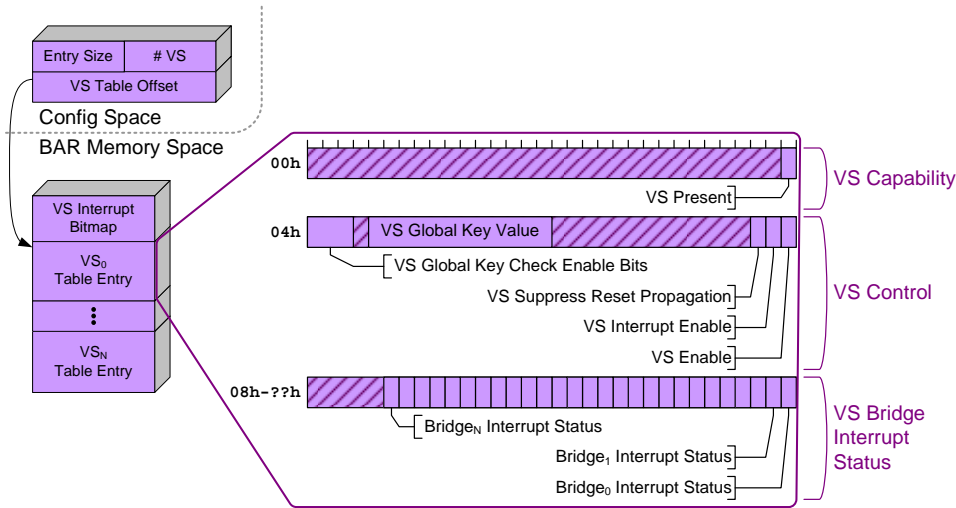 Entry Size # VS
VS Table Offset
Config Space
BAR Memory Space
VS Interrupt
Bitmap
VS₀
Table Entry
VSN
Table Entry
00h
VS Present
VS Capability
04h
VS Global Key Value
VS Global Key Check Enable Bits
VS Suppress Reset Propagation
VS Interrupt Enable
VS Enable
VS Control
08h-??h
BridgeN Interrupt Status
Bridge₁ Interrupt Status
Bridge₀ Interrupt Status
VS Bridge
Interrupt
Status